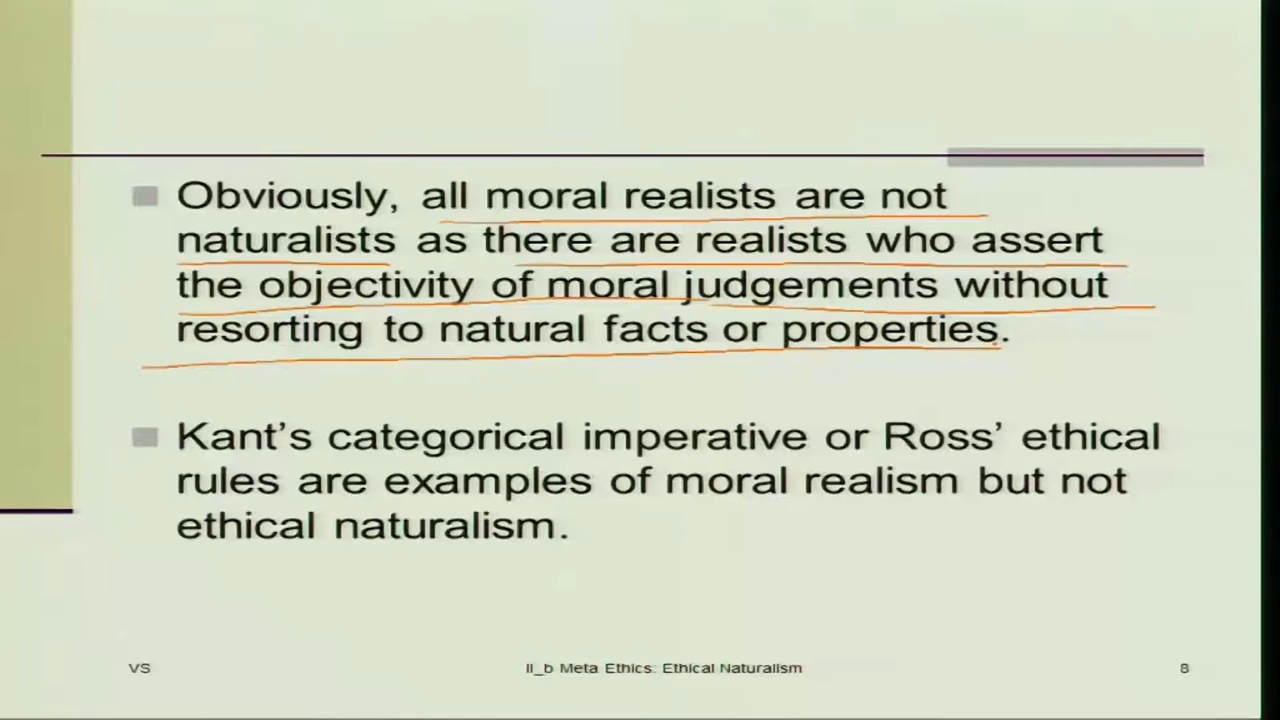 Obviously, all moral realists are not
naturalists as there are realists who assert
the objectivity of moral judgements without
resorting to natural facts or properties.
Kant's categorical imperative or Ross' ethical
rules are examples of moral realism but not
ethical naturalism.
VS
II_b Meta Ethics: Ethical Naturalism
8